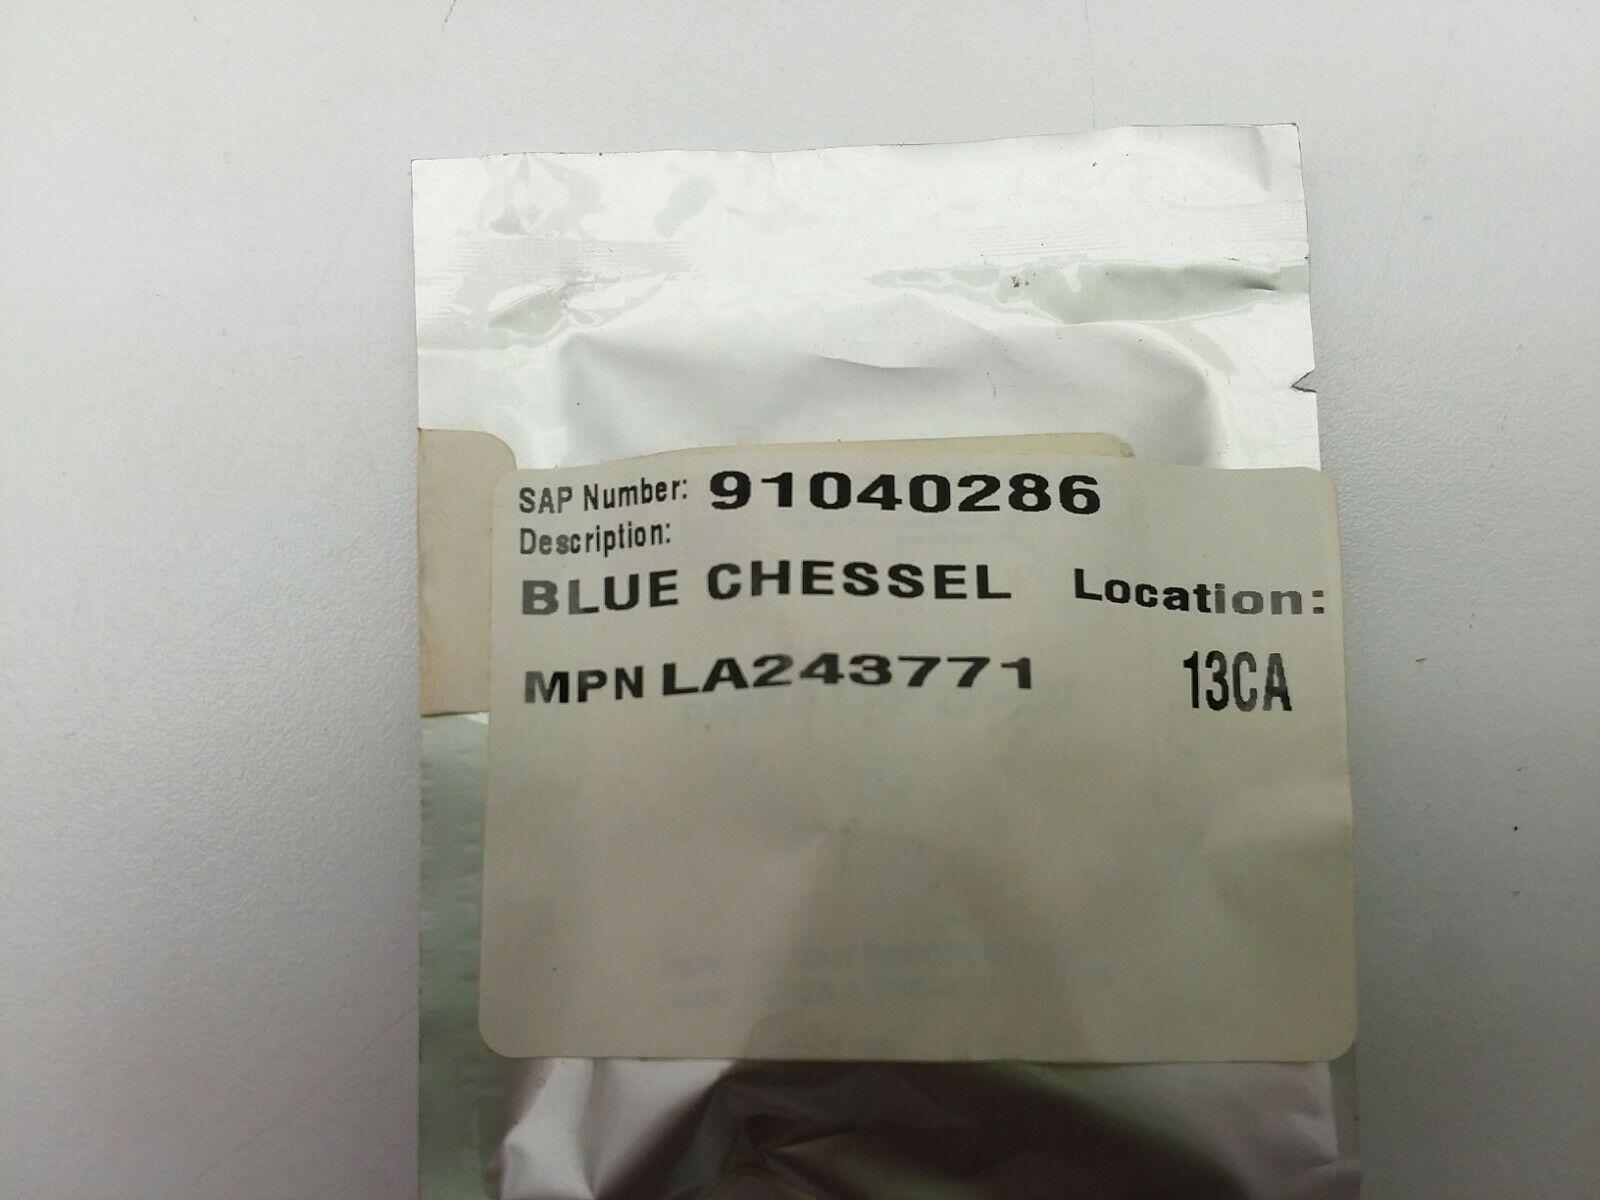 SAP Number: 91040286
Description:
BLUE CHESSEL Location:
MPN LA243771 13CA